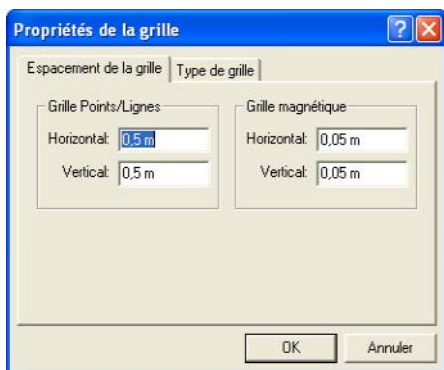 Propriétés de la grille
Espacement de la grille Type de grille
Grille Points/Lignes Grille magnétique
Horizontal: 0,5 m Horizontal: 0,05 m
Vertical: 0,5 m Vertical: 0,05 m
OK Annuler